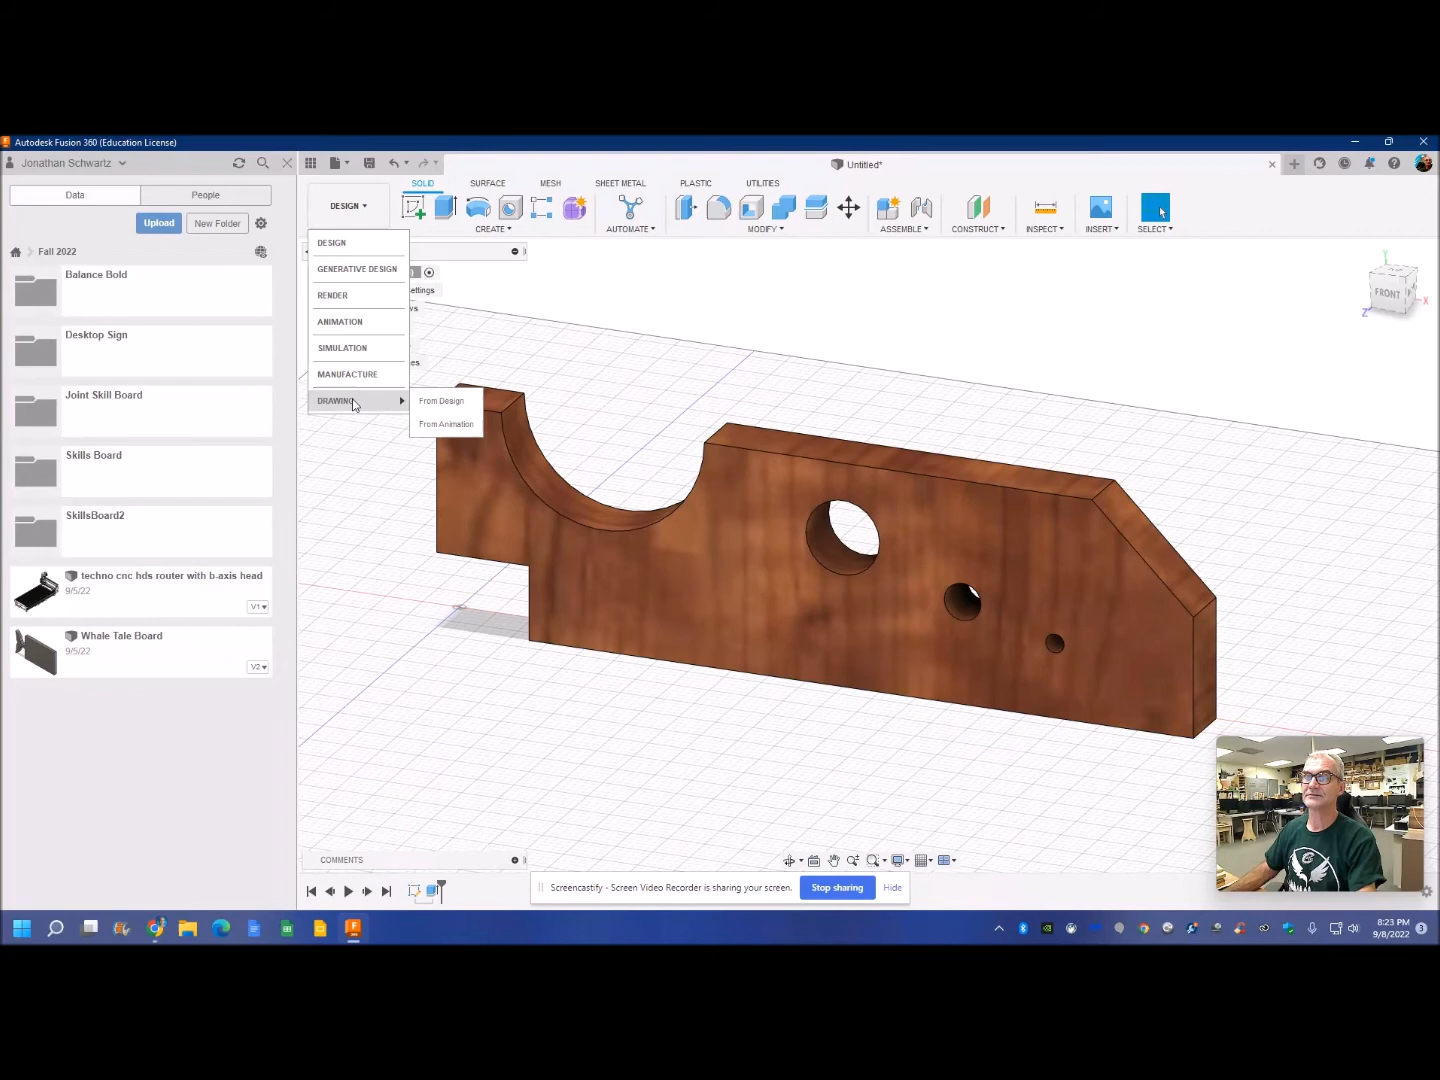 Autodesk Fusion 360 (Education License)
Jonathan Schwartz
Untitled*
Data
People
Upload
New Folder
Fall 2022
Balance Bold
Desktop Sign
Joint Skill Board
Skills Board
SkillsBoard2
techno cnc hds router with b-axis head
9/5/22
V1
Whale Tale Board
9/5/22
V2
DESIGN
SOLID
SURFACE
MESH
SHEET METAL
PLASTIC
UTILITIES
CREATE
AUTOMATE
MODIFY
ASSEMBLE
CONSTRUCT
INSPECT
INSERT
SELECT
DESIGN
GENERATIVE DESIGN
RENDER
ANIMATION
SIMULATION
MANUFACTURE
DRAWING
From Design
From Animation
ettings
ws
es
FRONT
Y
X
Z
COMMENTS
Screencastify - Screen Video Recorder is sharing your screen.
Stop sharing
Hide
8:23 PM
9/8/2022
3